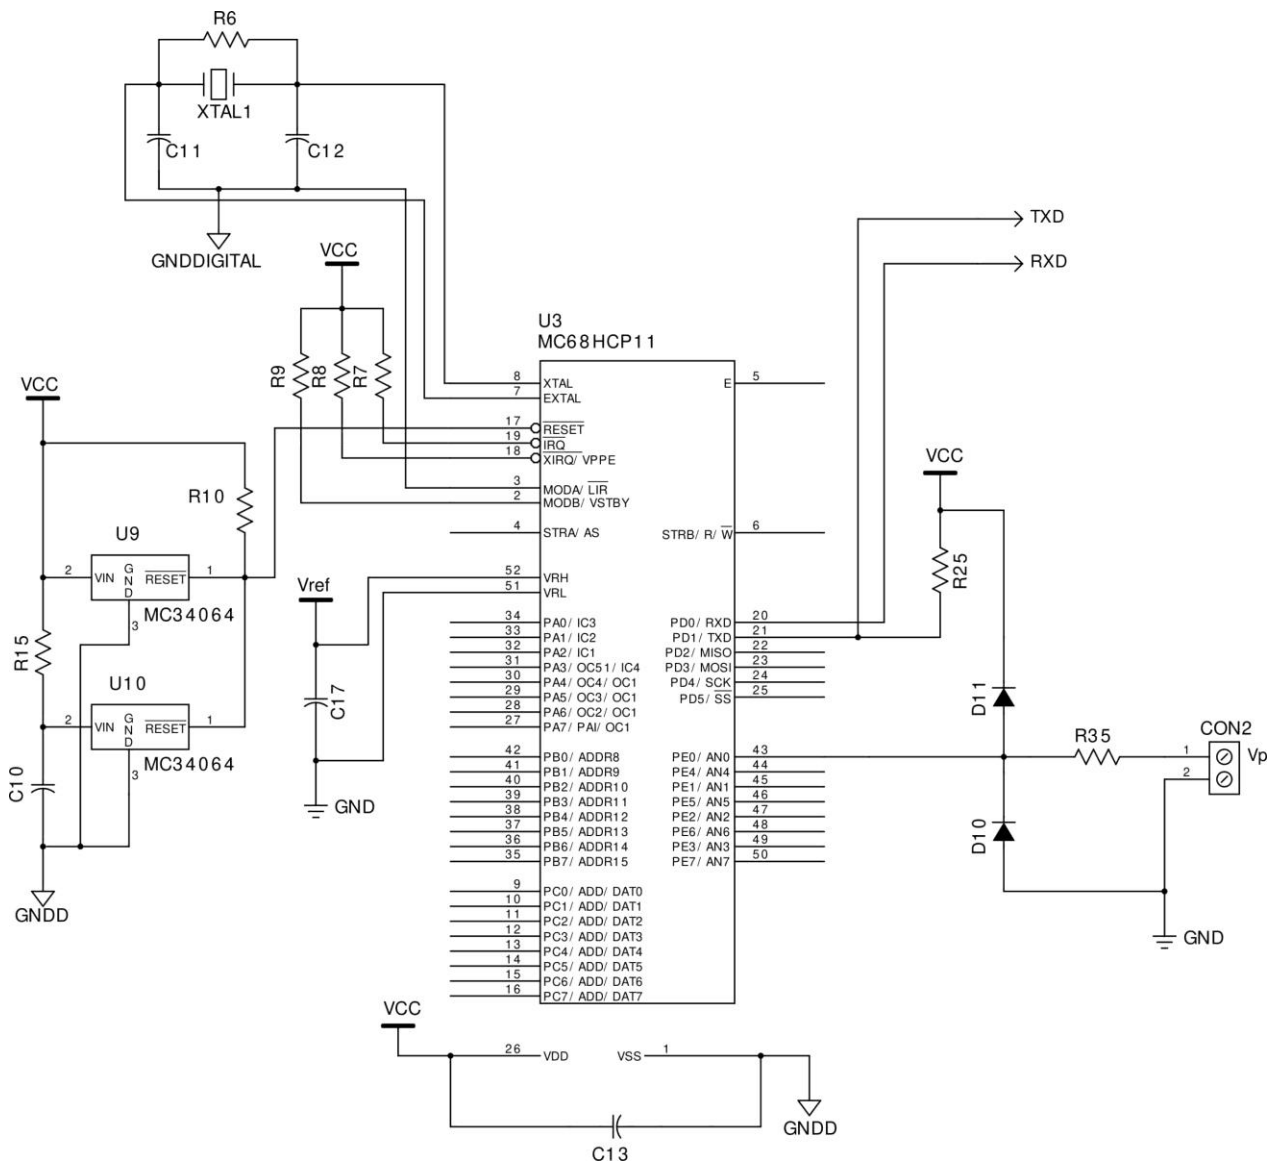 R6
XTAL1
C11
C12
GNDDIGITAL
TXD
RXD
VCC
R9
R8
R7
U3
MC68HCP11
8 XTAL
7 EXTAL
17 RESET
19 IRQ
18 XIRQ/ VPPE
3 MODA/ LIR
2 MODB/ VSTBY
4 STRA/ AS
52 VRH
51 VRL
34 PA0/ IC3
33 PA1/ IC2
32 PA2/ IC1
31 PA3/ OC51/ IC4
30 PA4/ OC4/ OC1
29 PA5/ OC3/ OC1
28 PA6/ OC2/ OC1
27 PA7/ PAI/ OC1
42 PB0/ ADDR8
41 PB1/ ADDR9
40 PB2/ ADDR10
39 PB3/ ADDR11
38 PB4/ ADDR12
37 PB5/ ADDR13
36 PB6/ ADDR14
35 PB7/ ADDR15
9 PC0/ ADD/ DAT0
10 PC1/ ADD/ DAT1
11 PC2/ ADD/ DAT2
12 PC3/ ADD/ DAT3
13 PC4/ ADD/ DAT4
14 PC5/ ADD/ DAT5
15 PC6/ ADD/ DAT6
16 PC7/ ADD/ DAT7
E 5
STRB/ R/ W 6
PD0/ RXD 20
PD1/ TXD 21
PD2/ MISO 22
PD3/ MOSI 23
PD4/ SCK 24
PD5/ SS 25
PE0/ AN0 43
PE4/ AN4 44
PE1/ AN1 45
PE5/ AN5 46
PE2/ AN2 47
PE6/ AN6 48
PE3/ AN3 49
PE7/ AN7 50
VCC
R10
U9
2 VIN GND RESET 1
3
MC34064
R15
U10
2 VIN GND RESET 1
3
MC34064
C10
GNDD
Vref
C17
GND
VCC
R25
D11
R35
CON2
1
2
Vp
D10
GND
VCC
26 VDD
VSS 1
GNDD
C13